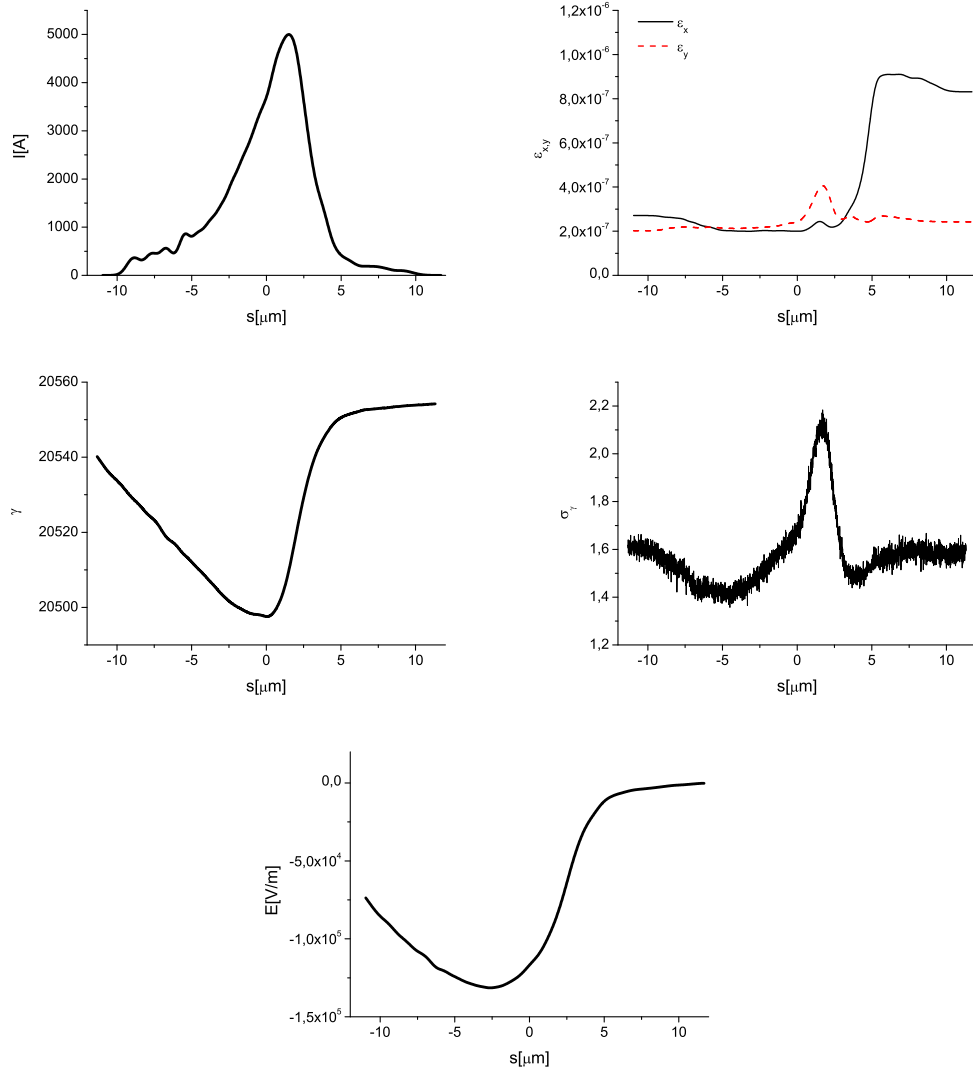 5000
4000
3000
2000
1000
0
I[A]
-10 -5 0 5 10
s[μm]
1,2x10⁻⁶
1,0x10⁻⁶
8,0x10⁻⁷
6,0x10⁻⁷
4,0x10⁻⁷
2,0x10⁻⁷
0,0
εₓ,ᵧ
εₓ
εᵧ
-10 -5 0 5 10
s[μm]
20560
20540
20520
20500
γ
-10 -5 0 5 10
s[μm]
2,2
2,0
1,8
1,6
1,4
1,2
σᵧ
-10 -5 0 5 10
s[μm]
0,0
-5,0x10⁴
-1,0x10⁵
-1,5x10⁵
E[V/m]
-10 -5 0 5 10
s[μm]